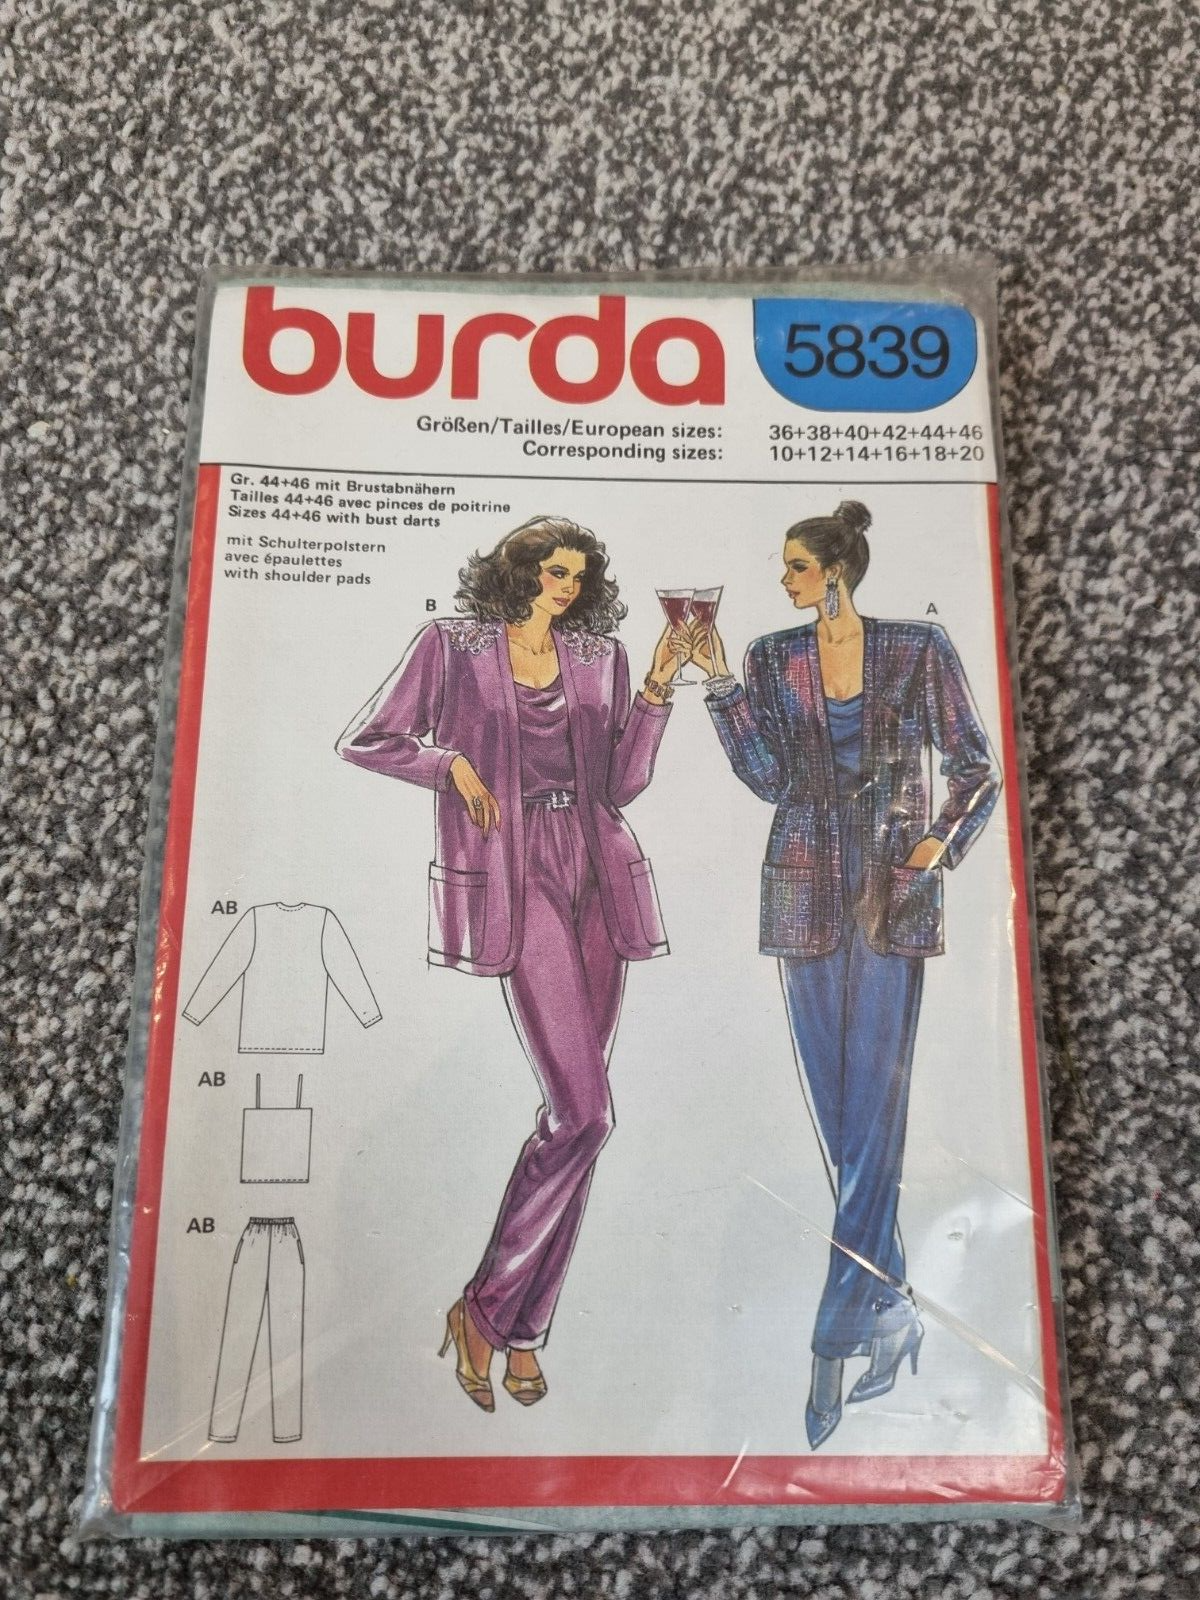 burda
5839
Größen/Tailles/European sizes: 36+38+40+42+44+46
Corresponding sizes: 10+12+14+16+18+20
Gr. 44+46 mit Brustabnähern
Tailles 44+46 avec pinces de poitrine
Sizes 44+46 with bust darts
mit Schulterpolstern
avec épaulettes
with shoulder pads
B
A
AB
AB
AB